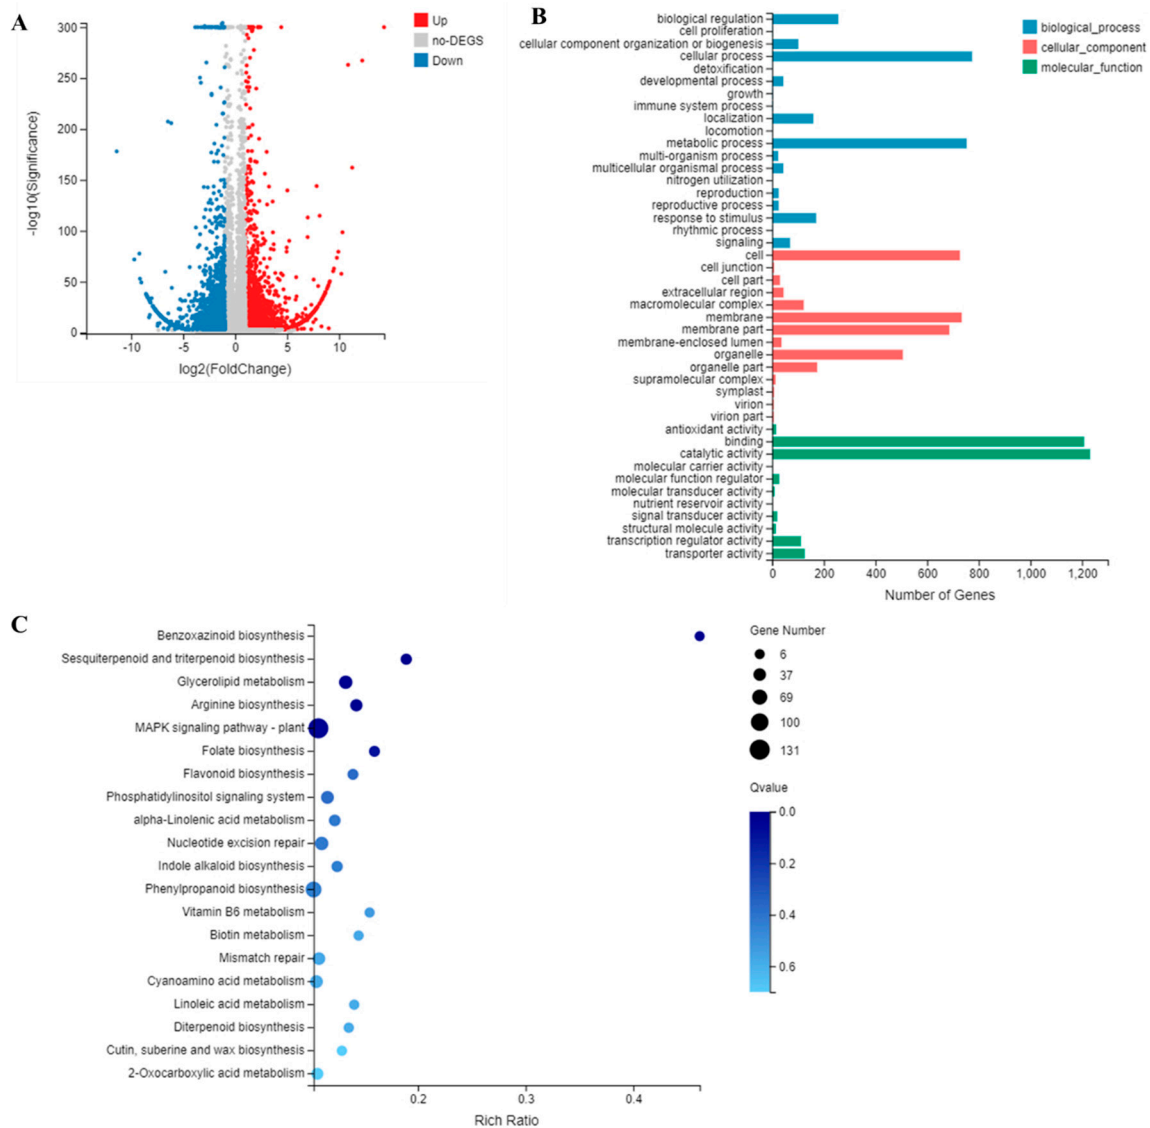 A
Up
no-DEGS
Down
300
250
200
150
100
50
0
-log10(Significance)
-10
-5
0
5
10
log2(FoldChange)
B
biological_process
cellular_component
molecular_function
biological regulation
cell proliferation
cellular component organization or biogenesis
cellular process
detoxification
developmental process
growth
immune system process
localization
locomotion
metabolic process
multi-organism process
multicellular organismal process
nitrogen utilization
reproduction
reproductive process
response to stimulus
rhythmic process
signaling
cell
cell junction
cell part
extracellular region
macromolecular complex
membrane
membrane part
membrane-enclosed lumen
organelle
organelle part
supramolecular complex
symplast
virion
virion part
antioxidant activity
binding
catalytic activity
molecular carrier activity
molecular function regulator
molecular transducer activity
nutrient reservoir activity
signal transducer activity
structural molecule activity
transcription regulator activity
transporter activity
0
200
400
600
800
1,000
1,200
Number of Genes
C
Benzoxazinoid biosynthesis
Sesquiterpenoid and triterpenoid biosynthesis
Glycerolipid metabolism
Arginine biosynthesis
MAPK signaling pathway - plant
Folate biosynthesis
Flavonoid biosynthesis
Phosphatidylinositol signaling system
alpha-Linolenic acid metabolism
Nucleotide excision repair
Indole alkaloid biosynthesis
Phenylpropanoid biosynthesis
Vitamin B6 metabolism
Biotin metabolism
Mismatch repair
Cyanoamino acid metabolism
Linoleic acid metabolism
Diterpenoid biosynthesis
Cutin, suberine and wax biosynthesis
2-Oxocarboxylic acid metabolism
0.2
0.3
0.4
Rich Ratio
Gene Number
6
37
69
100
131
Qvalue
0.0
0.2
0.4
0.6